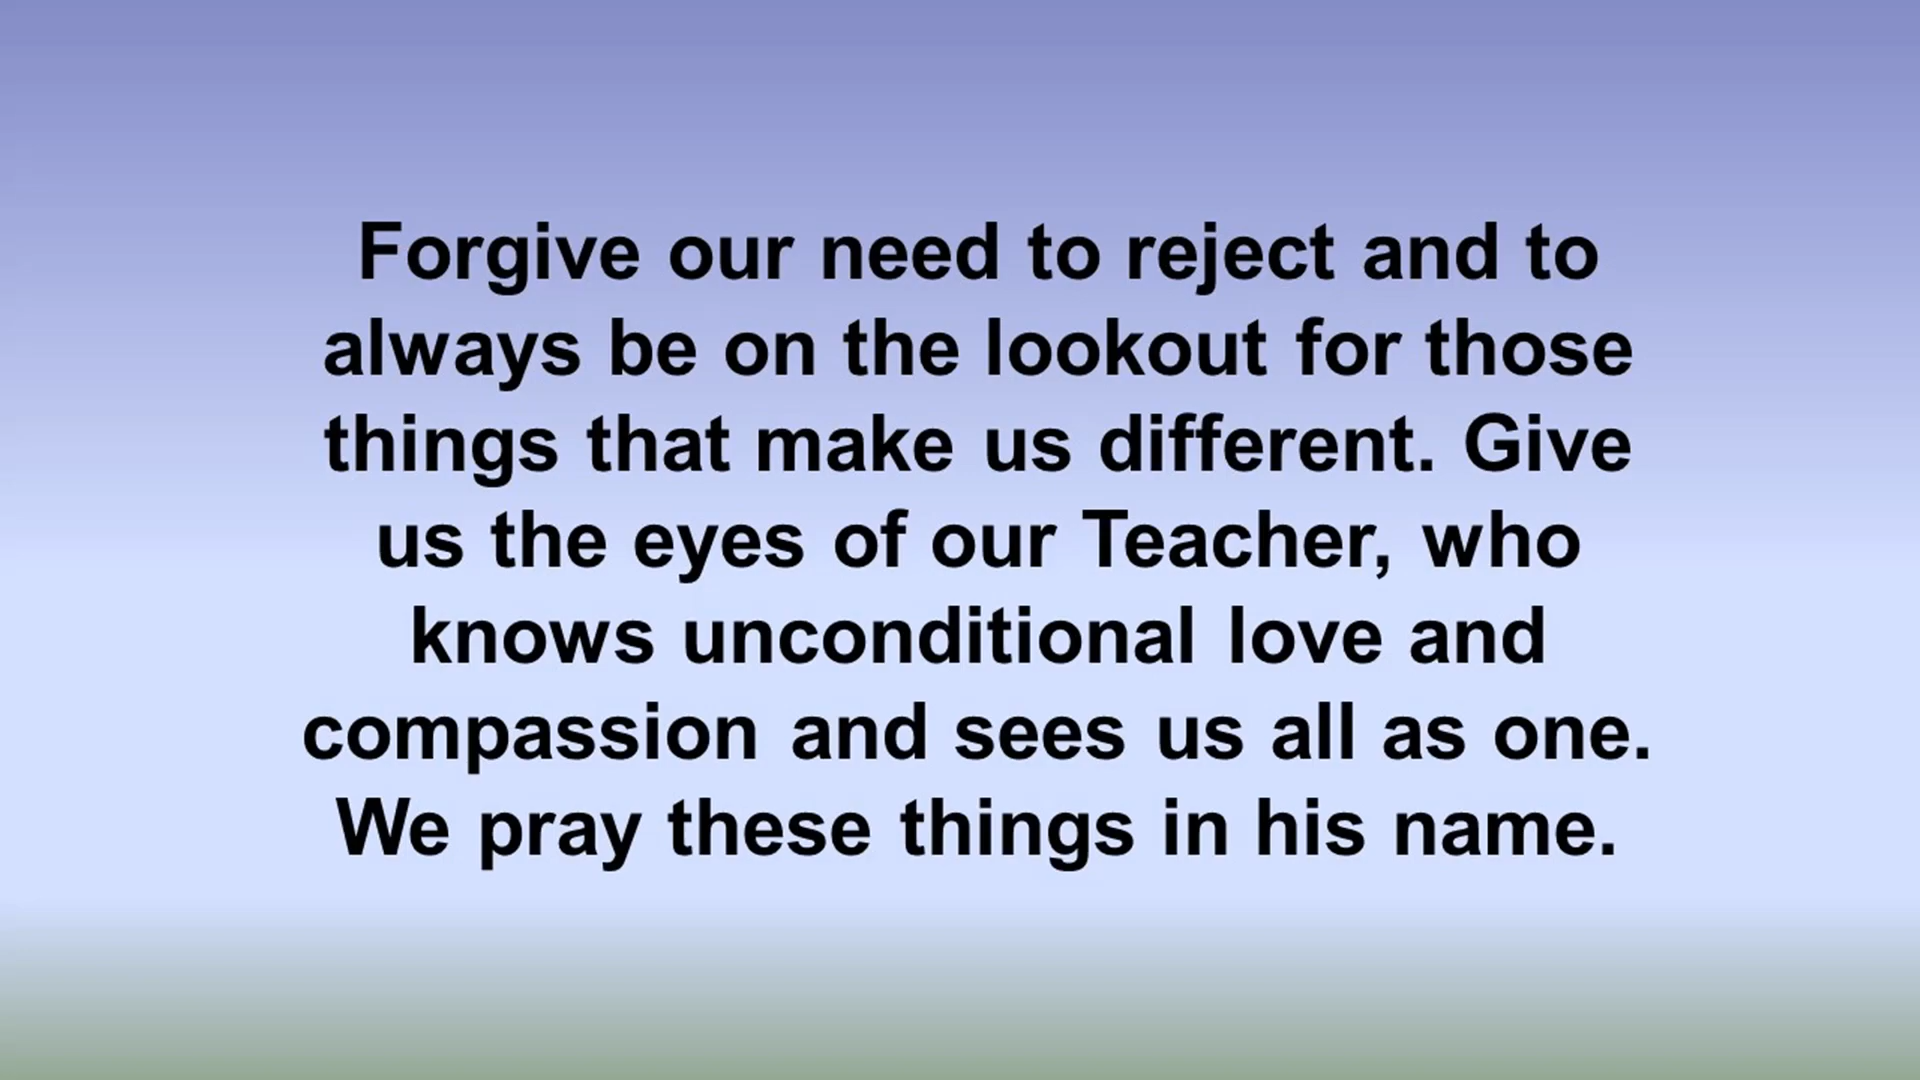 Forgive our need to reject and to
always be on the lookout for those
things that make us different. Give
us the eyes of our Teacher, who
knows unconditional love and
compassion and sees us all as one.
We pray these things in his name.